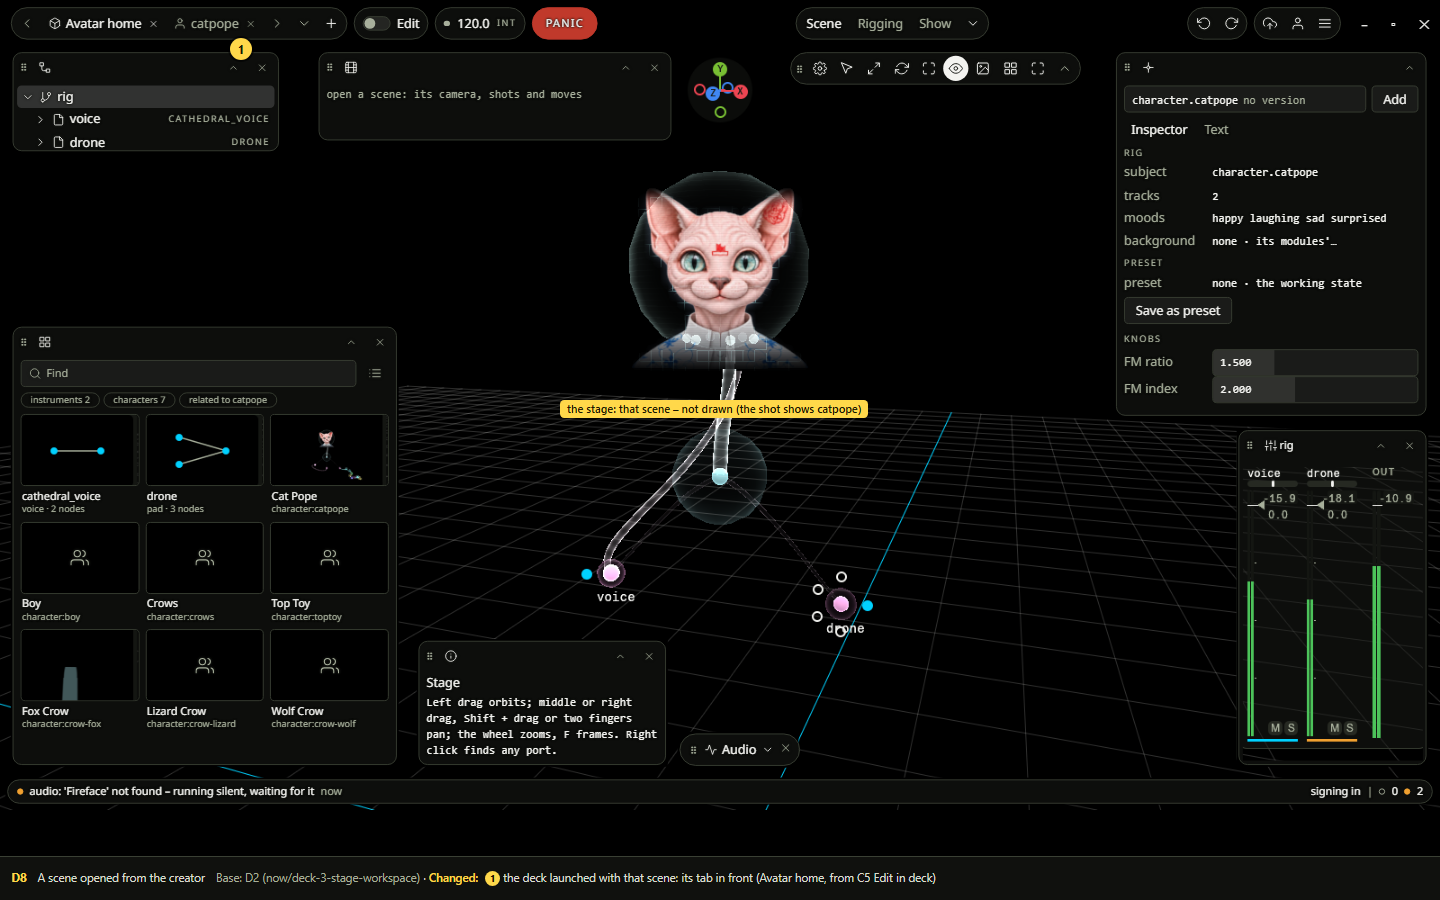 Avatar home
catpope
Edit
120.0 INT
PANIC
Scene
Rigging
Show
1
rig
voice CATHEDRAL_VOICE
drone DRONE
open a scene: its camera, shots and moves
Y
Z
X
character.catpope no version
Add
Inspector Text
RIG
subject character.catpope
tracks 2
moods happy laughing sad surprised
background none · its modules'…
PRESET
preset none · the working state
Save as preset
KNOBS
FM ratio 1.500
FM index 2.000
Find
instruments 2 characters 7 related to catpope
cathedral_voice
voice · 2 nodes
drone
pad · 3 nodes
Cat Pope
character:catpope
Boy
character:boy
Crows
character:crows
Top Toy
character:toptoy
Fox Crow
character:crow-fox
Lizard Crow
character:crow-lizard
Wolf Crow
character:crow-wolf
the stage: that scene – not drawn (the shot shows catpope)
voice
drone
rig
voice drone OUT
-15.9 -18.1 -10.9
0.0 0.0
M S M S
Stage
Left drag orbits; middle or right
drag, Shift + drag or two fingers
pan; the wheel zooms, F frames. Right
click finds any port.
Audio
audio: 'Fireface' not found – running silent, waiting for it now
signing in | 0 2
D8 A scene opened from the creator Base: D2 (now/deck-3-stage-workspace) · Changed: 1 the deck launched with that scene: its tab in front (Avatar home, from C5 Edit in deck)